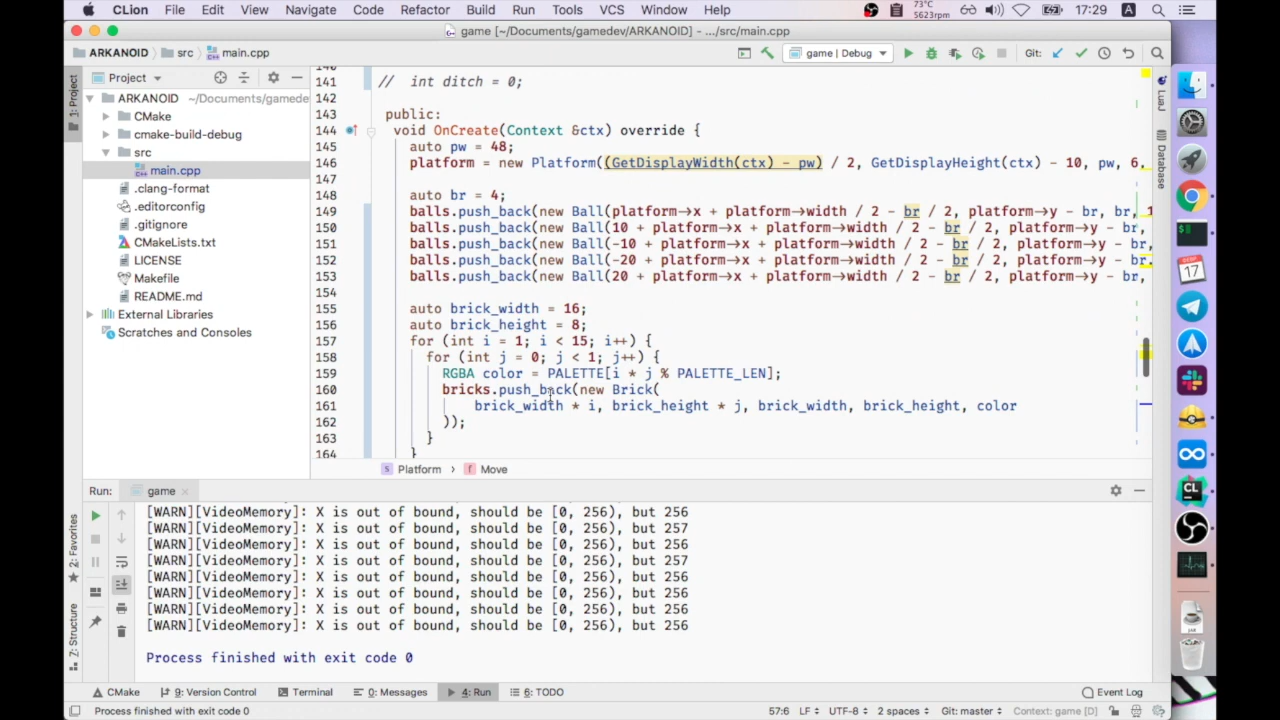 CLion File Edit View Navigate Code Refactor Build Run Tools VCS Window Help 73°C 5623rpm 17:29 A
game [~/Documents/gamedev/ARKANOID] - .../src/main.cpp
ARKANOID src main.cpp game | Debug Git:
1: Project
Project
ARKANOID ~/Documents/gamede
CMake
cmake-build-debug
src
main.cpp
.clang-format
.editorconfig
.gitignore
CMakeLists.txt
LICENSE
Makefile
README.md
External Libraries
Scratches and Consoles
140
141 // int ditch = 0;
142
143 public:
144 void OnCreate(Context &ctx) override {
145 auto pw = 48;
146 platform = new Platform((GetDisplayWidth(ctx) - pw) / 2, GetDisplayHeight(ctx) - 10, pw, 6,
147
148 auto br = 4;
149 balls.push_back(new Ball(platform→x + platform→width / 2 - br / 2, platform→y - br, br, 1
150 balls.push_back(new Ball(10 + platform→x + platform→width / 2 - br / 2, platform→y - br,
151 balls.push_back(new Ball(-10 + platform→x + platform→width / 2 - br / 2, platform→y - br
152 balls.push_back(new Ball(-20 + platform→x + platform→width / 2 - br / 2, platform→y - br
153 balls.push_back(new Ball(20 + platform→x + platform→width / 2 - br / 2, platform→y - br,
154
155 auto brick_width = 16;
156 auto brick_height = 8;
157 for (int i = 1; i < 15; i++) {
158 for (int j = 0; j < 1; j++) {
159 RGBA color = PALETTE[i * j % PALETTE_LEN];
160 bricks.push_back(new Brick(
161 brick_width * i, brick_height * j, brick_width, brick_height, color
162 ));
163 }
164 }
LuaJ
Database
S Platform f Move
Run: game
[WARN][VideoMemory]: X is out of bound, should be [0, 256), but 256
[WARN][VideoMemory]: X is out of bound, should be [0, 256), but 257
[WARN][VideoMemory]: X is out of bound, should be [0, 256), but 256
[WARN][VideoMemory]: X is out of bound, should be [0, 256), but 257
[WARN][VideoMemory]: X is out of bound, should be [0, 256), but 256
[WARN][VideoMemory]: X is out of bound, should be [0, 256), but 256
[WARN][VideoMemory]: X is out of bound, should be [0, 256), but 256
[WARN][VideoMemory]: X is out of bound, should be [0, 256), but 256
Process finished with exit code 0
2: Favorites
7: Structure
CMake 9: Version Control Terminal 0: Messages 4: Run 6: TODO Event Log
Process finished with exit code 0 57:6 LF UTF-8 2 spaces Git: master Context: game [D]
17
CL